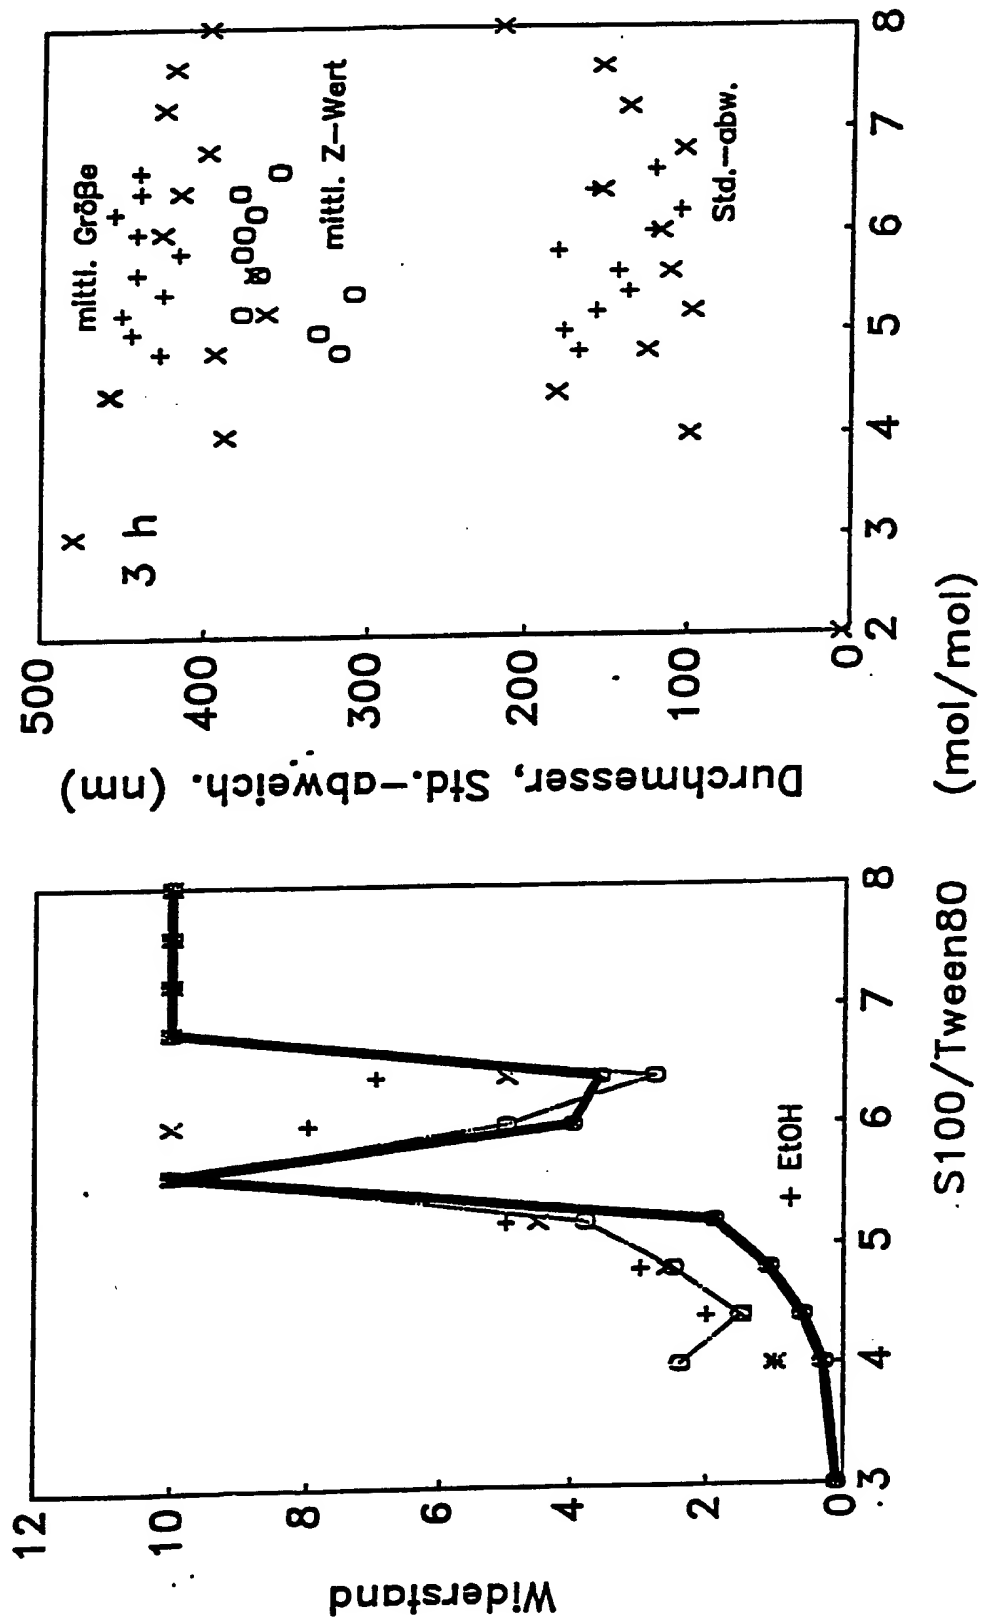 Widerstand
12
10
8
6
4
2
0
3
4
5
6
7
8
+ EtOH
S100/Tween80
(mol/mol)
Durchmesser, Std.-abweich. (nm)
500
400
300
200
100
0
2
3
4
5
6
7
8
3 h
mittl. Größe
mittl. Z-Wert
Std.-abw.